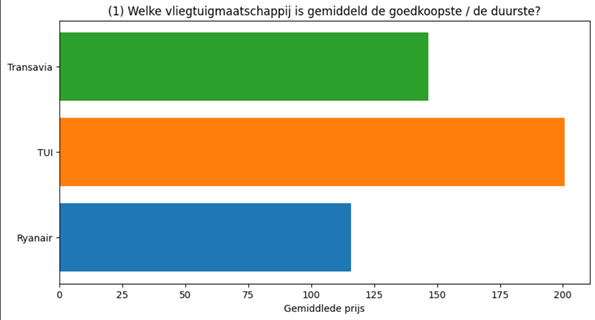 (1) Welke vliegtuigmaatschappij is gemiddeld de goedkoopste / de duurste?
Transavia
TUI
Ryanair
0 25 50 75 100 125 150 175 200
Gemiddlede prijs